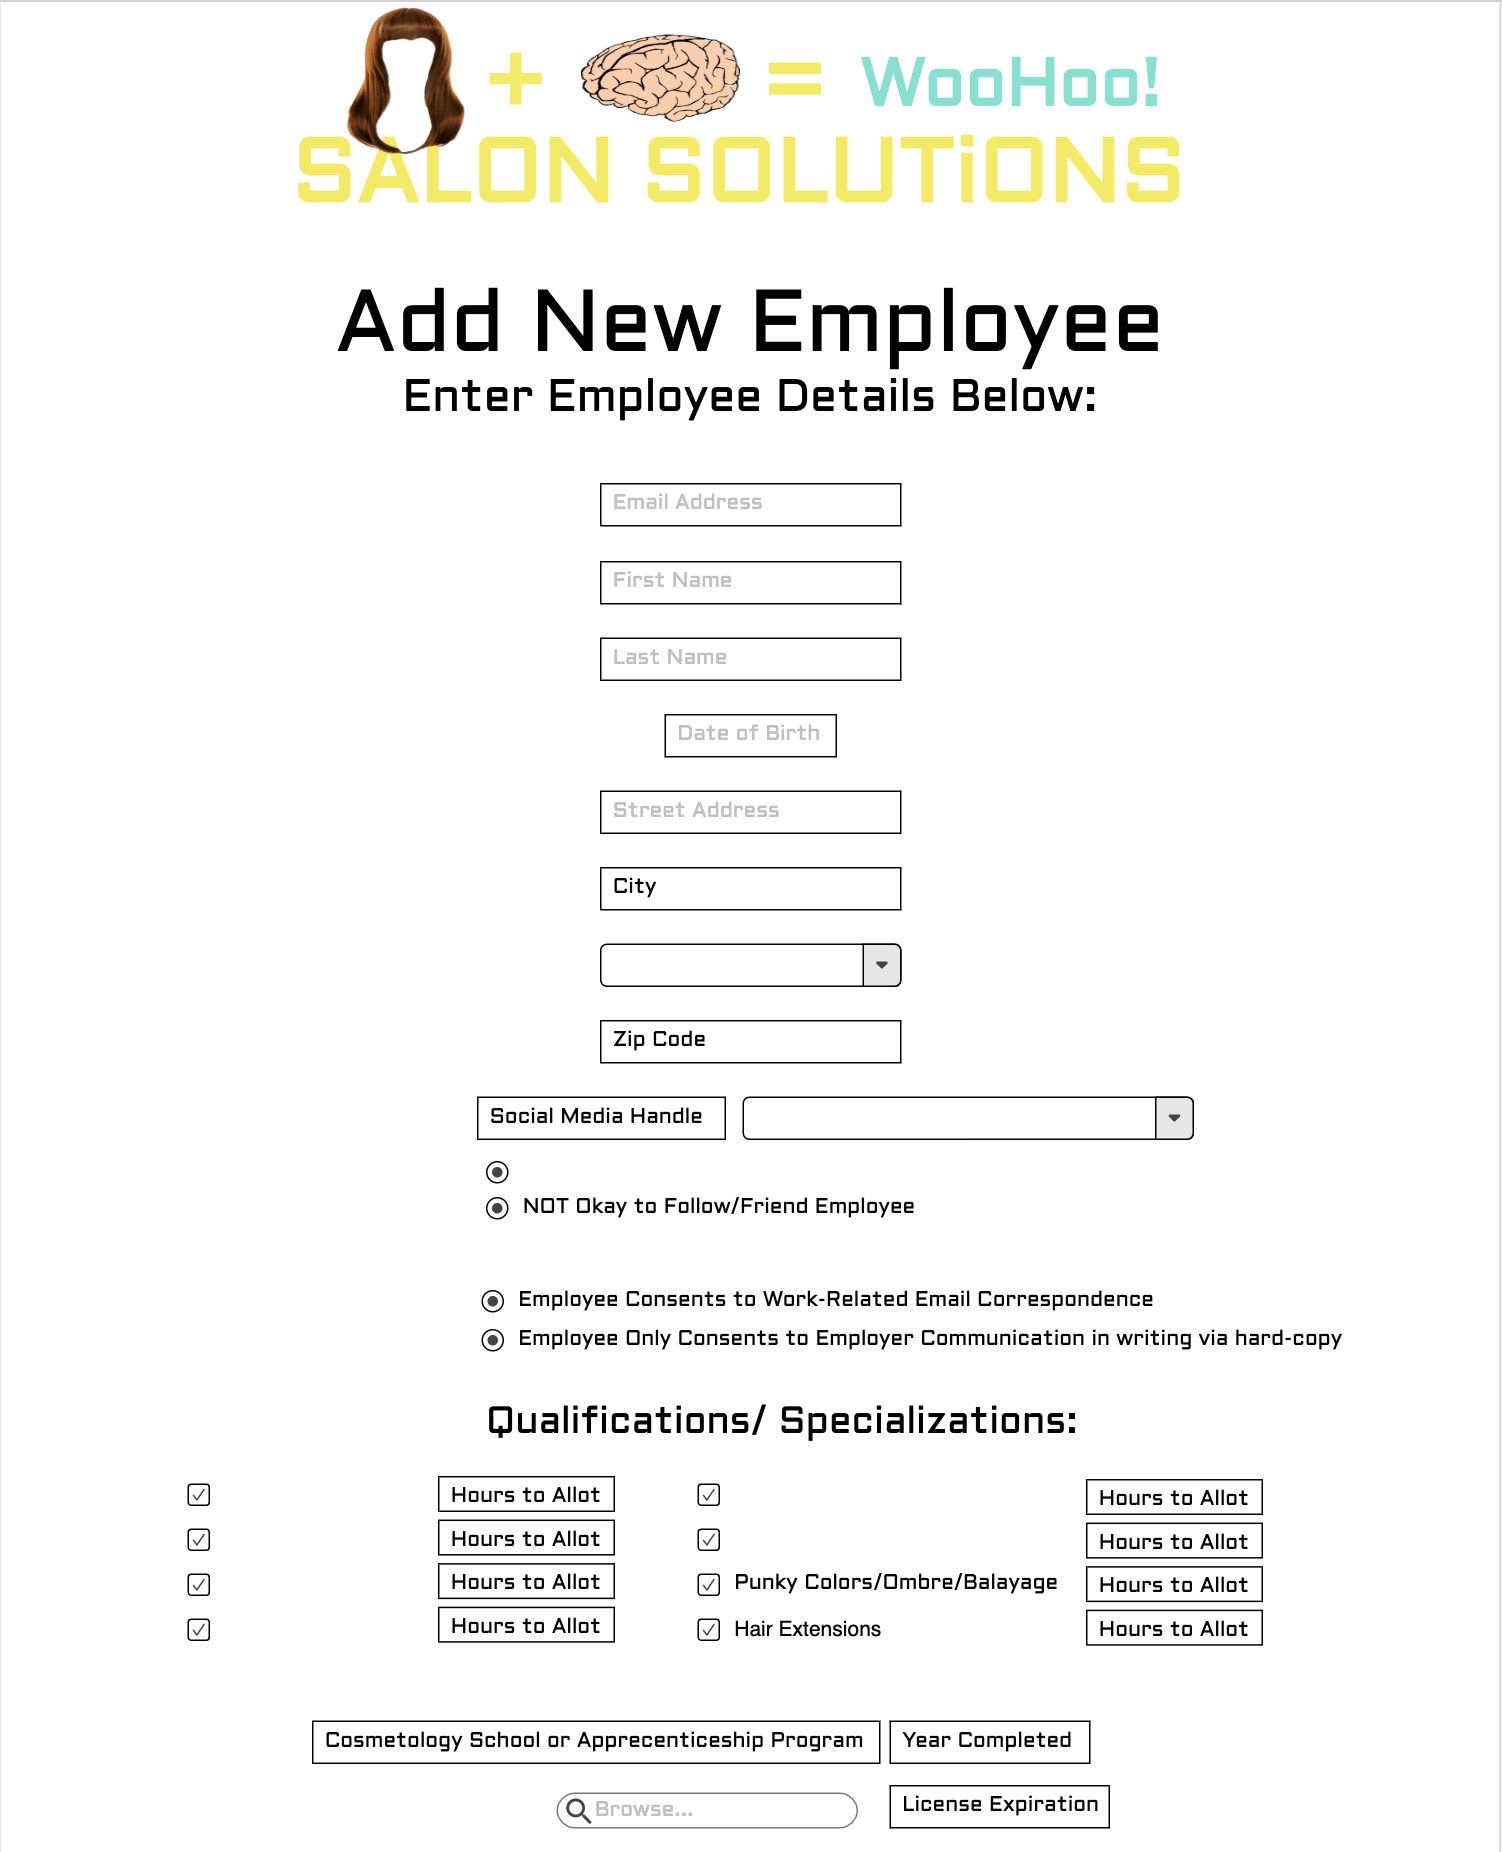 + = WooHoo!
SALON SOLUTiONS
Add New Employee
Enter Employee Details Below:
Email Address
First Name
Last Name
Date of Birth
Street Address
City
Zip Code
Social Media Handle
NOT Okay to Follow/Friend Employee
Employee Consents to Work-Related Email Correspondence
Employee Only Consents to Employer Communication in writing via hard-copy
Qualifications/ Specializations:
Hours to Allot Hours to Allot
Hours to Allot Hours to Allot
Hours to Allot Punky Colors/Ombre/Balayage Hours to Allot
Hours to Allot Hair Extensions Hours to Allot
Cosmetology School or Apprecenticeship Program Year Completed
Browse... License Expiration